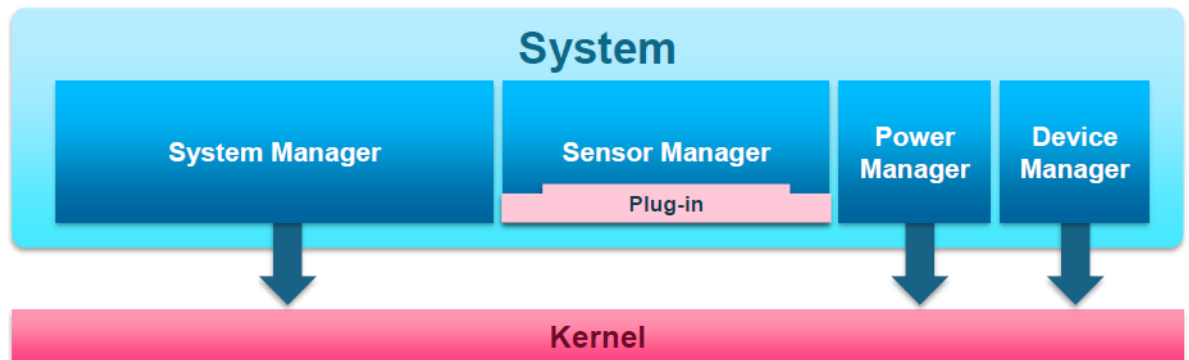 System
System Manager
Sensor Manager
Plug-in
Power
Manager
Device
Manager
Kernel